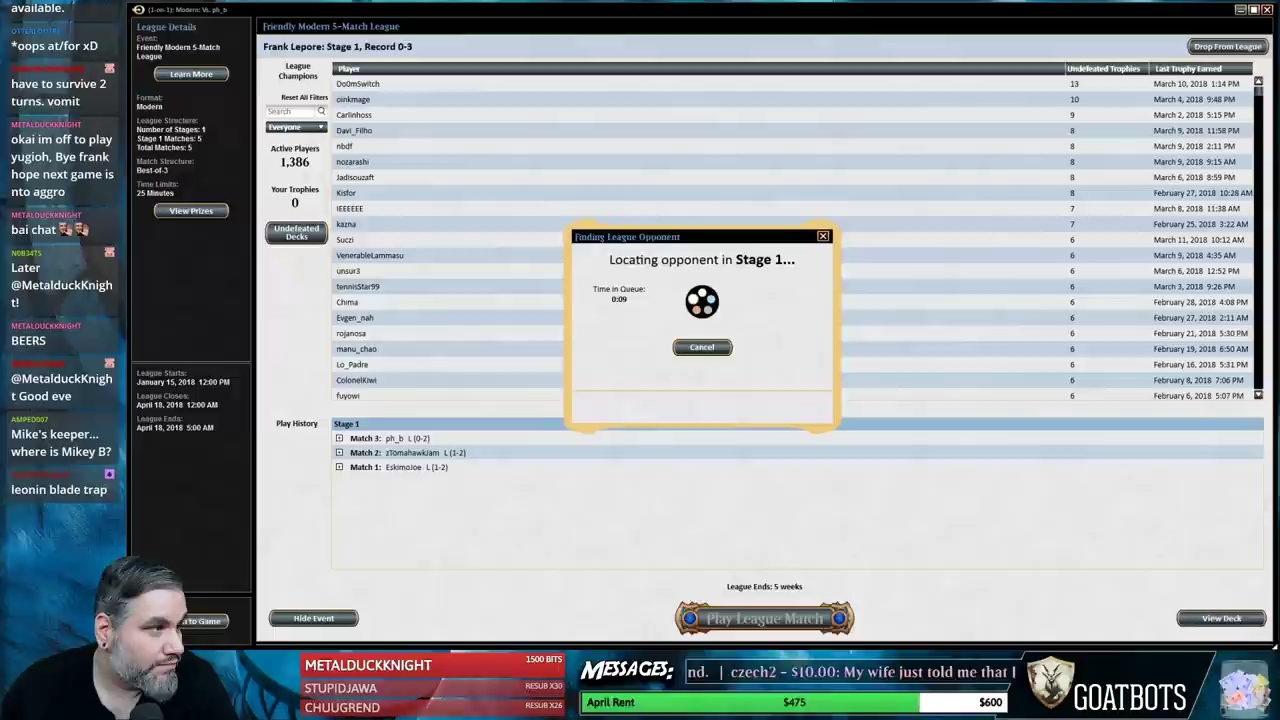 available.
*oops at/for xD
have to survive 2
turns. vomit
METALDUCKKNIGHT
okai im off to play
yugioh, Bye frank
hope next game is
nto aggro
METALDUCKKNIGHT
bai chat
N0B34TS
Later
@MetalduckKnigh
t!
METALDUCKKNIGHT
BEERS
@MetalduckKnigh
t Good eve
AMPED007
Mike's keeper...
where is Mikey B?
leonin blade trap
(1-on-1): Modern: Vs. ph_b
League Details
Event:
Friendly Modern 5-Match
League
Learn More
Format:
Modern
League Structure:
Number of Stages: 1
Stage 1 Matches: 5
Total Matches: 5
Match Structure:
Best-of-3
Time Limits:
25 Minutes
View Prizes
League Starts:
January 15, 2018 12:00 PM
League Closes:
April 18, 2018 12:00 AM
League Ends:
April 18, 2018 5:00 AM
to Game
Friendly Modern 5-Match League
Frank Lepore: Stage 1, Record 0-3
Drop From League
League
Champions
Reset All Filters
Search
Everyone
Active Players
1,386
Your Trophies
0
Undefeated
Decks
Player Undefeated Trophies Last Trophy Earned
Do0mSwitch 13 March 10, 2018 1:14 PM
oinkmage 10 March 4, 2018 9:48 PM
Carlinhoss 9 March 2, 2018 5:15 PM
Davi_Filho 8 March 9, 2018 11:58 PM
nbdf 8 March 9, 2018 2:11 PM
nozarashi 8 March 9, 2018 9:15 AM
Jadisouzaft 8 March 6, 2018 8:59 PM
Kisfor 8 February 27, 2018 10:28 AM
IEEEEEE 7 March 8, 2018 11:38 AM
kazna 7 February 25, 2018 3:22 AM
Suczi 6 March 11, 2018 10:12 AM
VenerableLammasu 6 March 9, 2018 4:35 AM
unsur3 6 March 6, 2018 12:52 PM
tennisStar99 6 March 3, 2018 9:26 PM
Chima 6 February 28, 2018 4:08 PM
Evgen_nah 6 February 27, 2018 2:11 AM
rojanosa 6 February 21, 2018 5:30 PM
manu_chao 6 February 19, 2018 6:50 AM
Lo_Padre 6 February 16, 2018 5:31 PM
ColonelKiwi 6 February 8, 2018 7:06 PM
fuyowi 6 February 6, 2018 5:07 PM
Finding League Opponent
Locating opponent in Stage 1...
Time in Queue:
0:09
Cancel
Play History
Stage 1
Match 3: ph_b L (0-2)
Match 2: zTomahawkJam L (1-2)
Match 1: EskimoJoe L (1-2)
League Ends: 5 weeks
Hide Event
Play League Match
View Deck
METALDUCKKNIGHT 1500 BITS
STUPIDJAWA RESUB X30
CHUUGREND RESUB X26
MESSAGES: nd. | czech2 - $10.00: My wife just told me that I
April Rent $475 $600
GOATBOTS